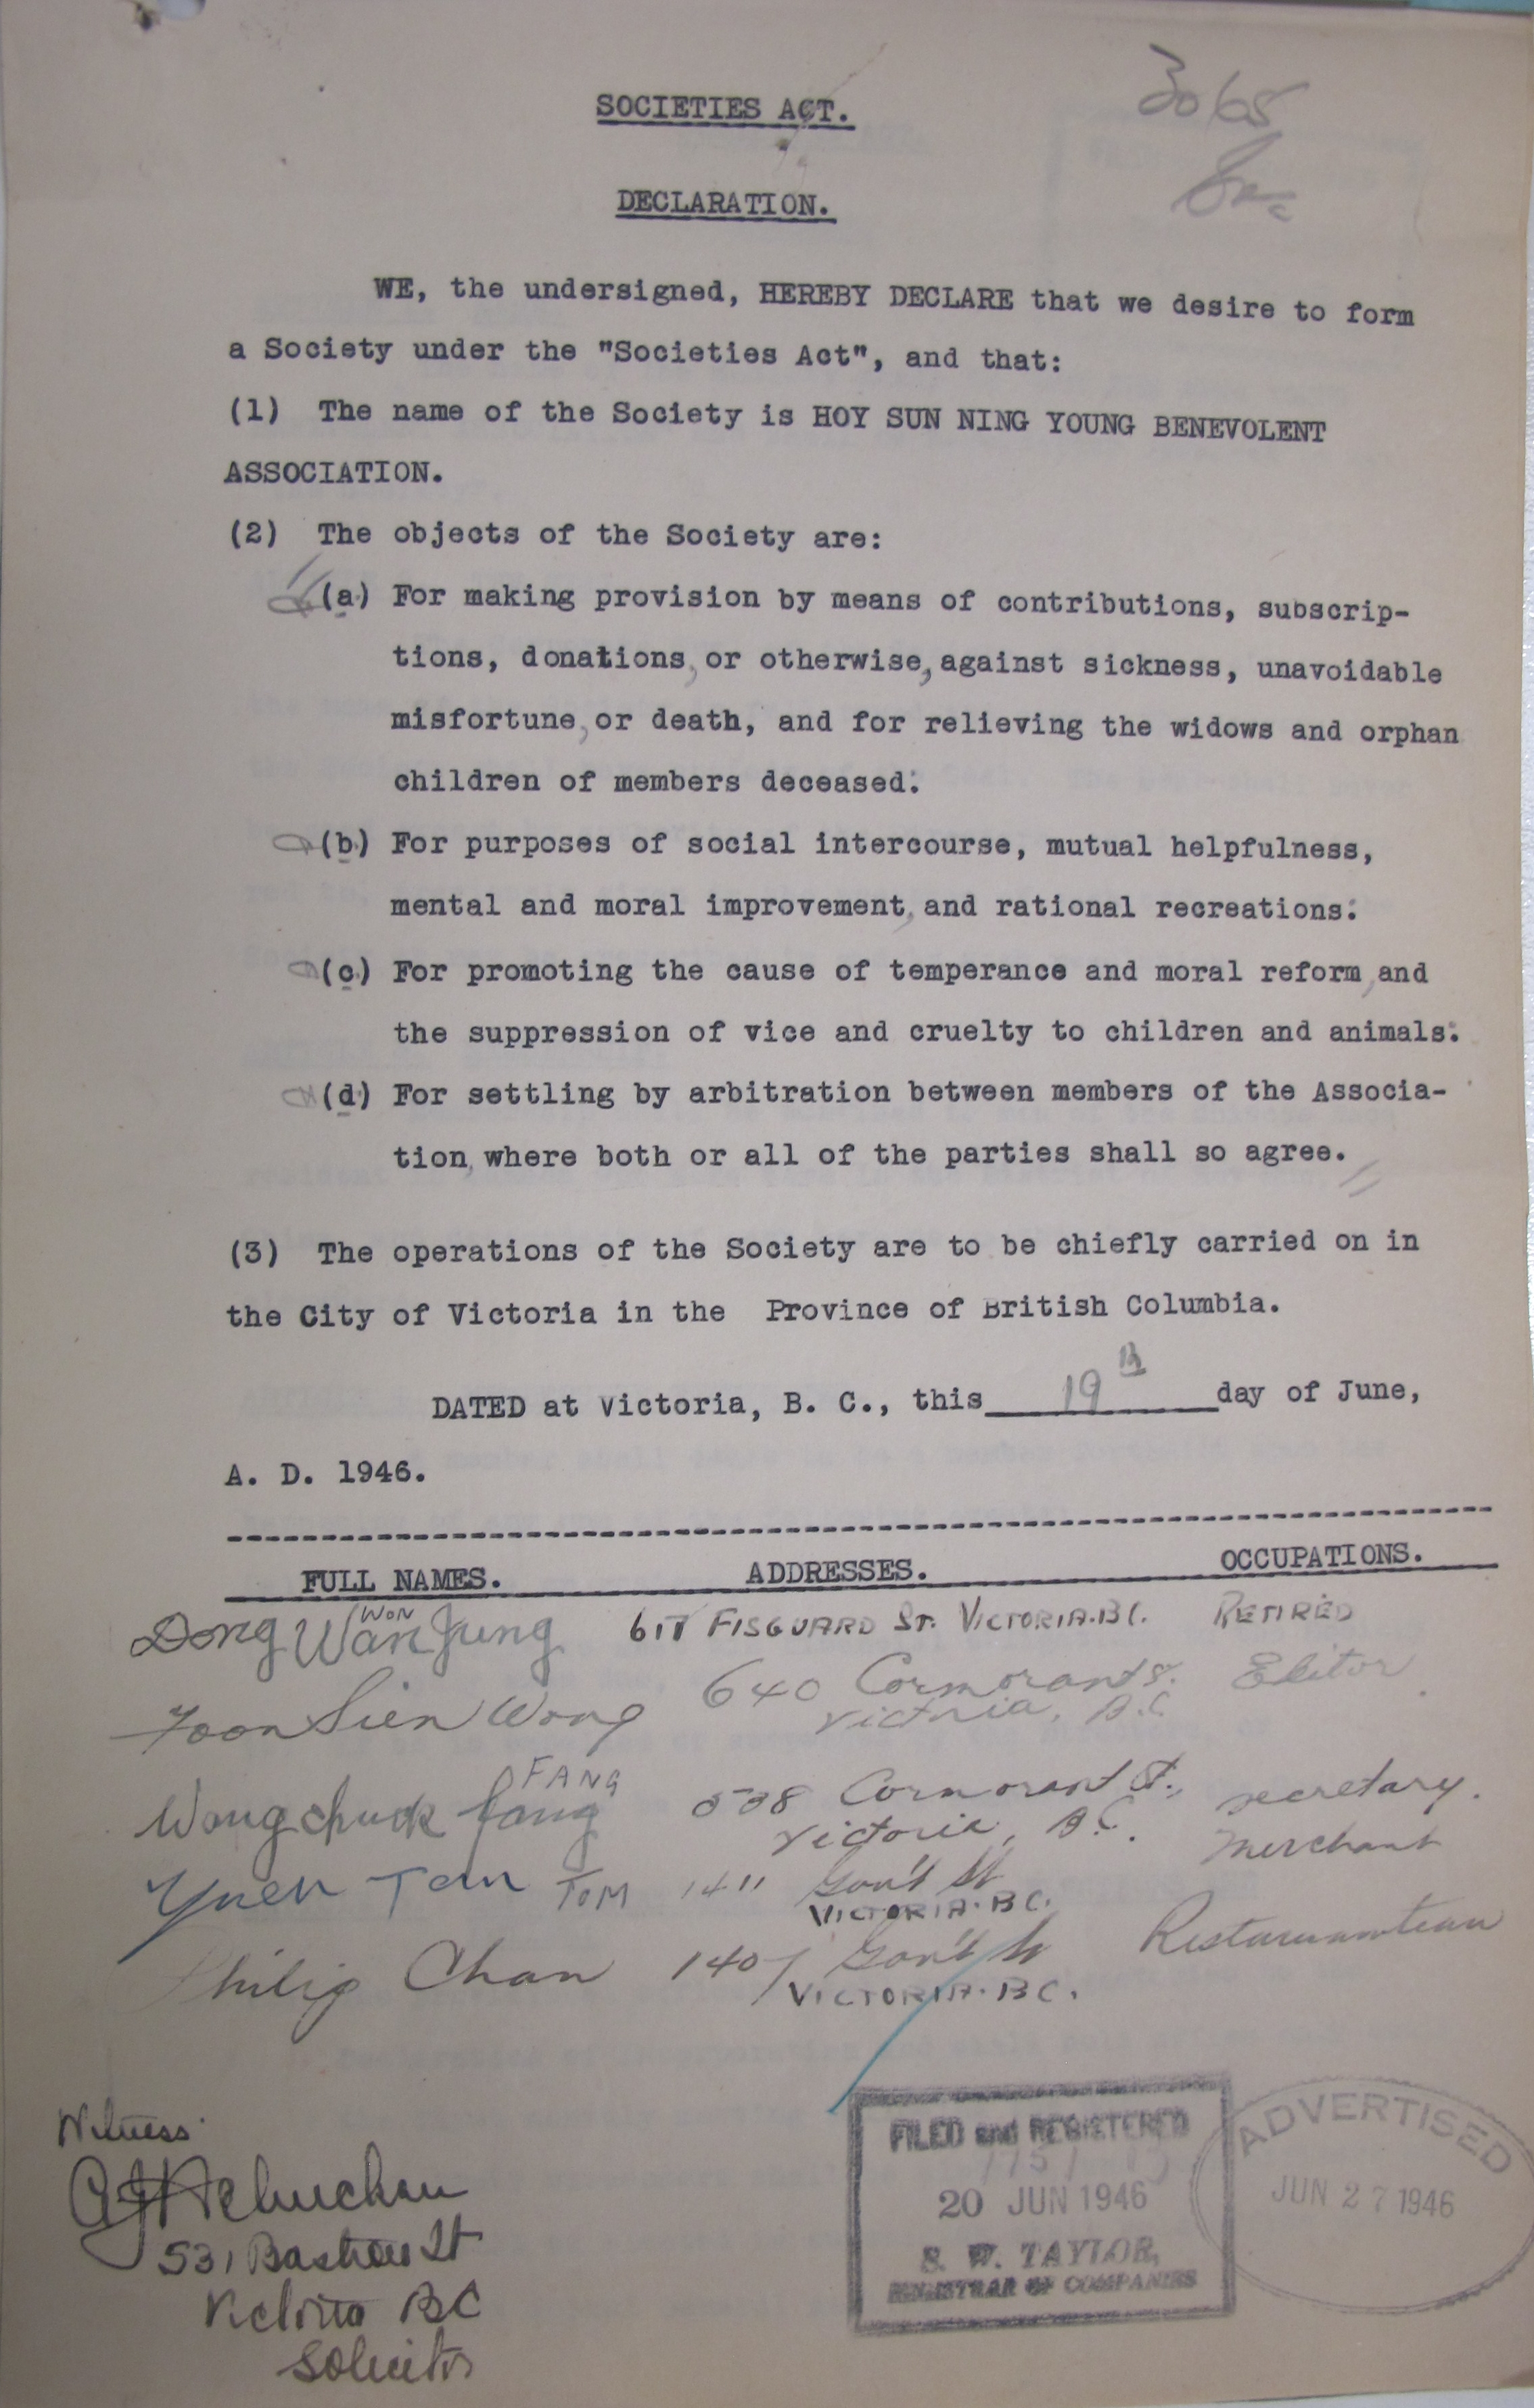 3065
SOCIETIES ACT.
DECLARATION.
WE, the undersigned, HEREBY DECLARE that we desire to form
a Society under the "Societies Act", and that:
(1) The name of the Society is HOY SUN NING YOUNG BENEVOLENT
ASSOCIATION.
(2) The objects of the Society are:
(a) For making provision by means of contributions, subscrip-
tions, donations, or otherwise, against sickness, unavoidable
misfortune, or death, and for relieving the widows and orphan
children of members deceased:
(b) For purposes of social intercourse, mutual helpfulness,
mental and moral improvement, and rational recreations:
(c) For promoting the cause of temperance and moral reform, and
the suppression of vice and cruelty to children and animals:
(d) For settling by arbitration between members of the Associa-
tion, where both or all of the parties shall so agree.
(3) The operations of the Society are to be chiefly carried on in
the City of Victoria in the Province of British Columbia.
DATED at Victoria, B. C., this 19th day of June,
A. D. 1946.
FULL NAMES. ADDRESSES. OCCUPATIONS.
WON
Dong Wan Jung FISGUARD ST. VICTORIA.B.C. RETIRED
Foon Sien Wong 640 Cormorant St. Editor
Victoria, B.C.
FANG
Wong chuck fang 538 Cormorant St., secretary.
Victoria, B.C.
Yuen Tom TOM 1411 Gov't St Merchant
VICTORIA. B C.
Philip Chan 1407 Gov't St Restauranteau
VICTORIA. B C.
Witness
531 Bastion St
Victoria BC
Solicitor
FILED and REGISTERED
20 JUN 1946
S. W. TAYLOR,
REGISTRAR OF COMPANIES
ADVERTISED
JUN 27 1946